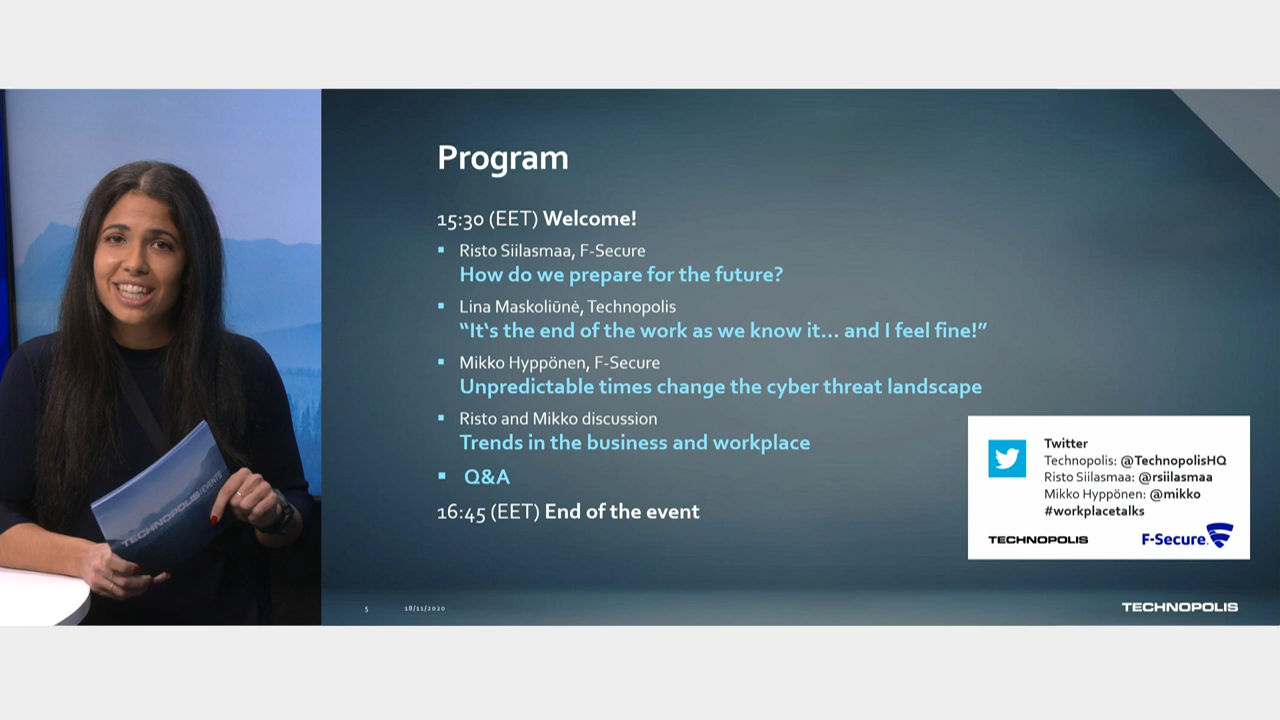 Program
15:30 (EET) Welcome!
▪ Risto Siilasmaa, F-Secure
How do we prepare for the future?
▪ Lina Maskoliūnė, Technopolis
“It‘s the end of the work as we know it... and I feel fine!”
▪ Mikko Hyppönen, F-Secure
Unpredictable times change the cyber threat landscape
▪ Risto and Mikko discussion
Trends in the business and workplace
▪ Q&A
16:45 (EET) End of the event
Twitter
Technopolis: @TechnopolisHQ
Risto Siilasmaa: @rsiilasmaa
Mikko Hyppönen: @mikko
#workplacetalks
TECHNOPOLIS F-Secure.
TECHNOPOLIS EVENTS
5 18/11/2020
TECHNOPOLIS